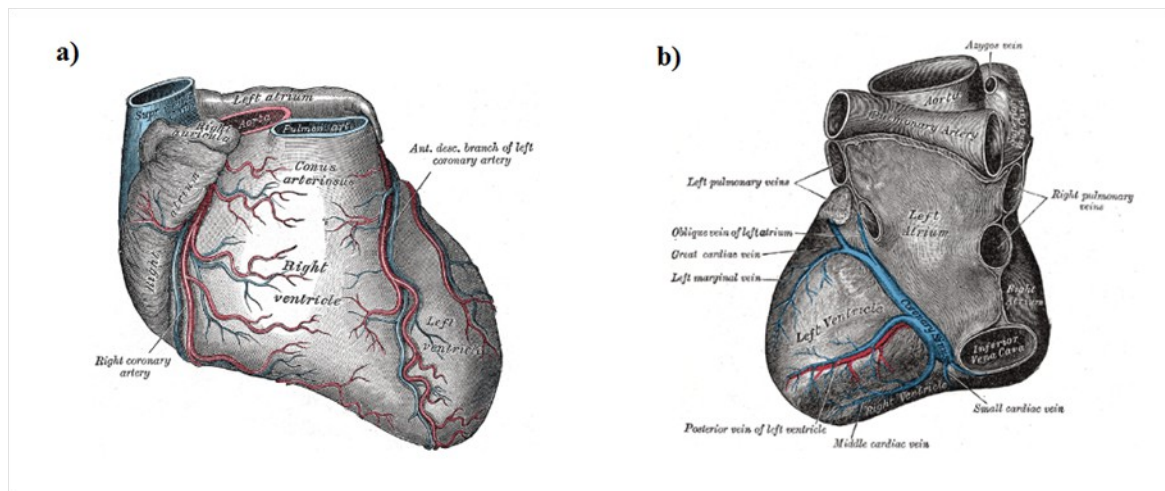 a)
Left atrium
Aorta
Pulmon. art.
Right
auricula
Right
atrium
Conus
arteriosus
Ant. desc. branch of left
coronary artery
Right
ventricle
Left
ventricle
Right coronary
artery
b)
Azygos vein
Aorta
Pulmonary Artery
Left pulmonary veins
Right pulmonary
veins
Left
Atrium
Oblique vein of left atrium
Great cardiac vein
Left marginal vein
Right
Atrium
Left Ventricle
Coronary Sinus
Inferior
Vena Cava
Right Ventricle
Small cardiac vein
Posterior vein of left ventricle
Middle cardiac vein